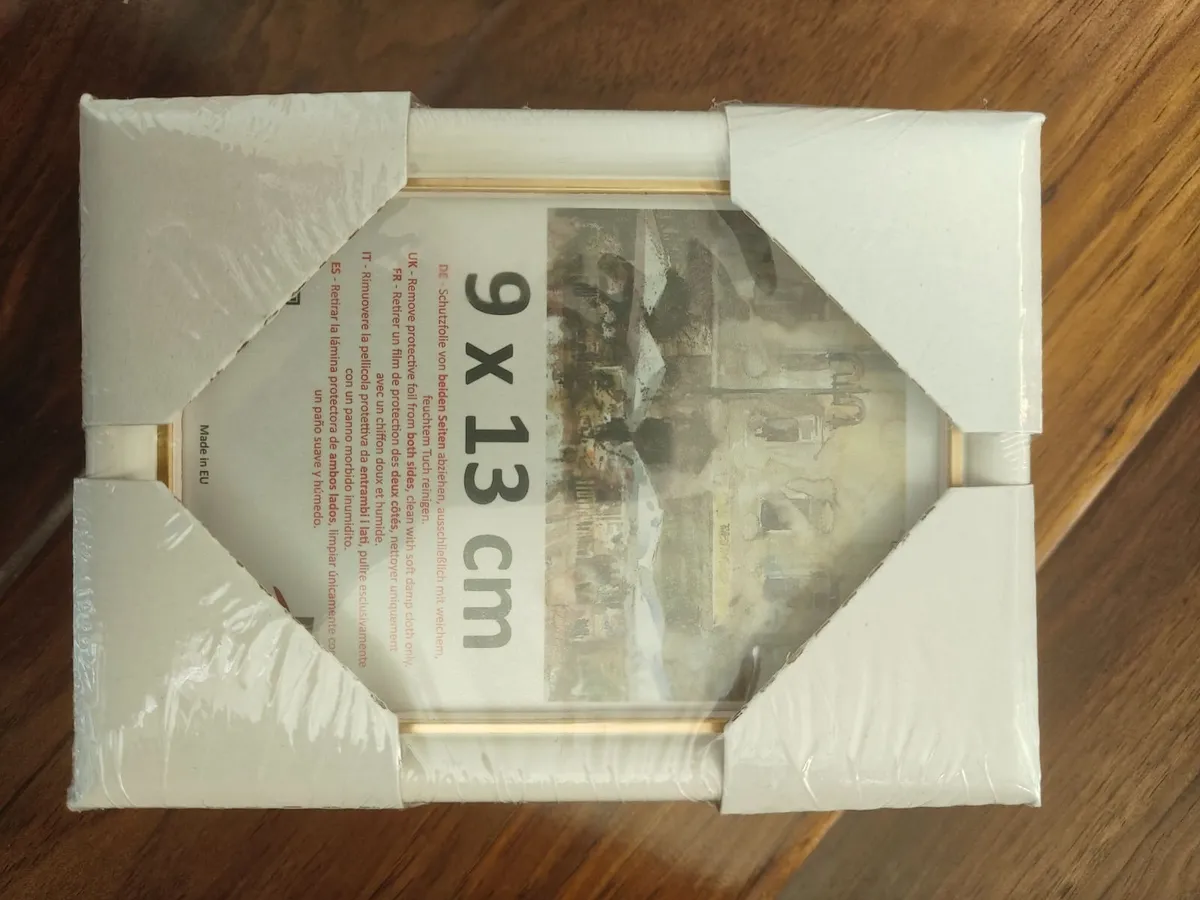 9 x 13 cm
DE - Schutzfolie von beiden Seiten abziehen, ausschließlich mit weichem,
feuchtem Tuch reinigen.
UK - Remove protective foil from both sides, clean with soft damp cloth only.
FR - Retirer un film de protection des deux côtés, nettoyer uniquement
avec un chiffon doux et humide.
IT - Rimuovere la pellicola protettiva da entrambi i lati, pulire esclusivamente
con un panno morbido inumidito.
ES - Retirar la lámina protectora de ambos lados, limpiar únicamente co
un paño suave y húmedo.
Made in EU